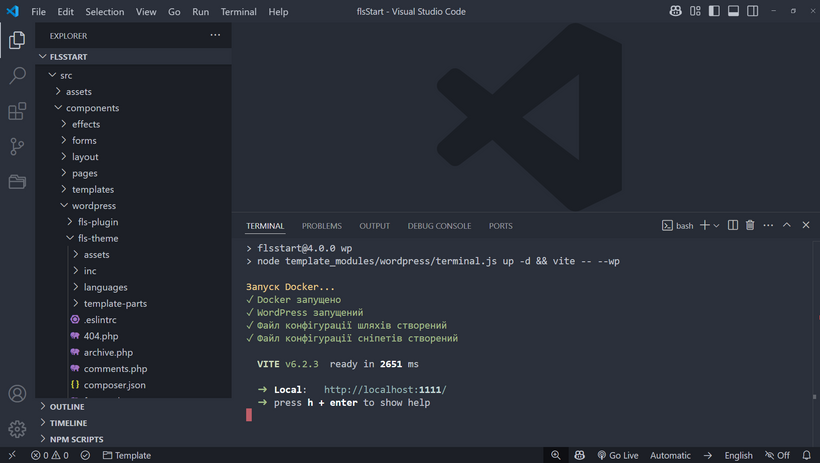 File Edit Selection View Go Run Terminal Help
flsStart - Visual Studio Code
EXPLORER
FLSSTART
src
assets
components
effects
forms
layout
pages
templates
wordpress
fls-plugin
fls-theme
assets
inc
languages
template-parts
.eslintrc
404.php
archive.php
comments.php
composer.json
OUTLINE
TIMELINE
NPM SCRIPTS
TERMINAL PROBLEMS OUTPUT DEBUG CONSOLE PORTS
bash
> flsstart@4.0.0 wp
> node template_modules/wordpress/terminal.js up -d && vite -- --wp
Запуск Docker...
✓ Docker запущено
✓ WordPress запущений
✓ Файл конфігурації шляхів створений
✓ Файл конфігурації сніпетів створений
VITE v6.2.3 ready in 2651 ms
➜ Local: http://localhost:1111/
➜ press h + enter to show help
0 0 Template
Go Live Automatic English Off